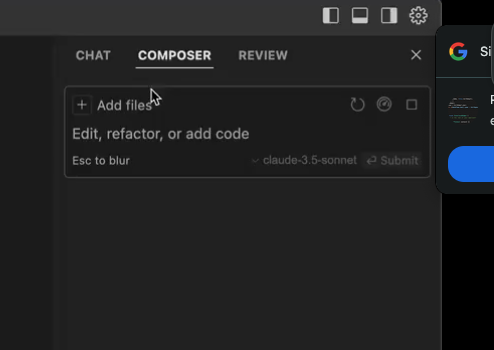 CHAT COMPOSER REVIEW
Si
+ Add files
Edit, refactor, or add code
Esc to blur claude-3.5-sonnet Submit